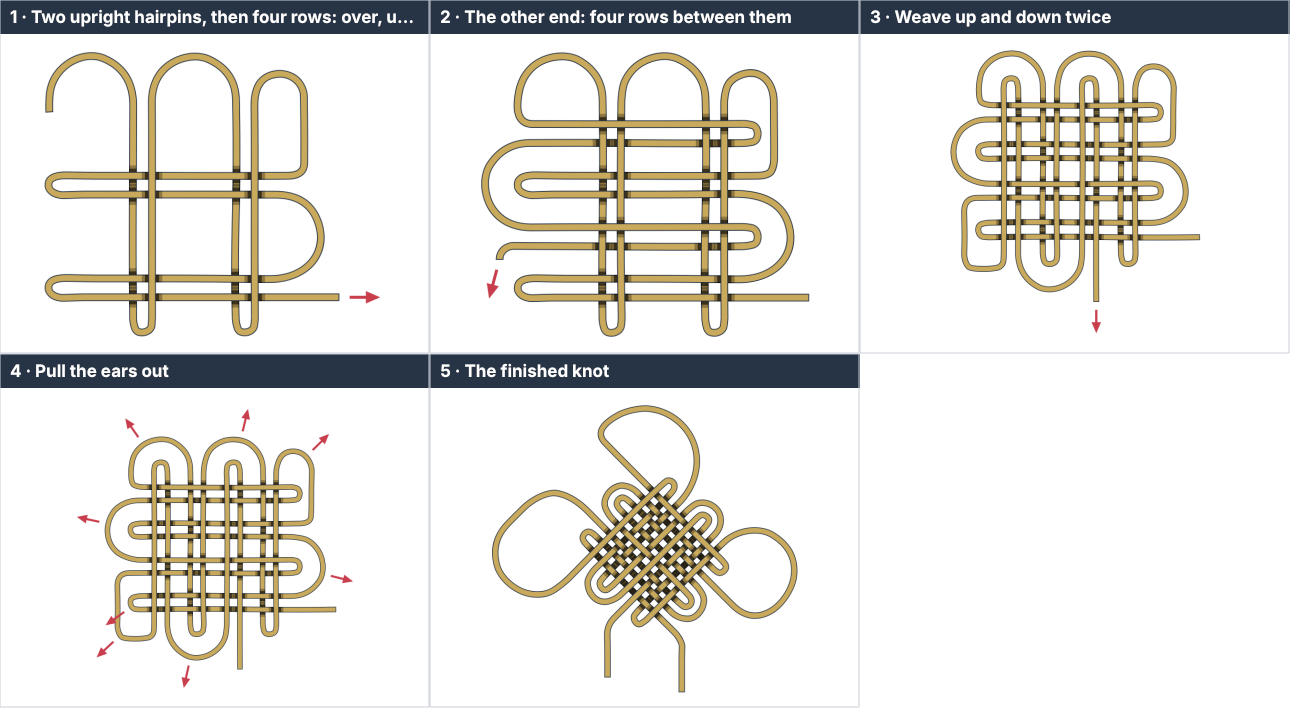 1 · Two upright hairpins, then four rows: over, u…
2 · The other end: four rows between them
3 · Weave up and down twice
4 · Pull the ears out
5 · The finished knot